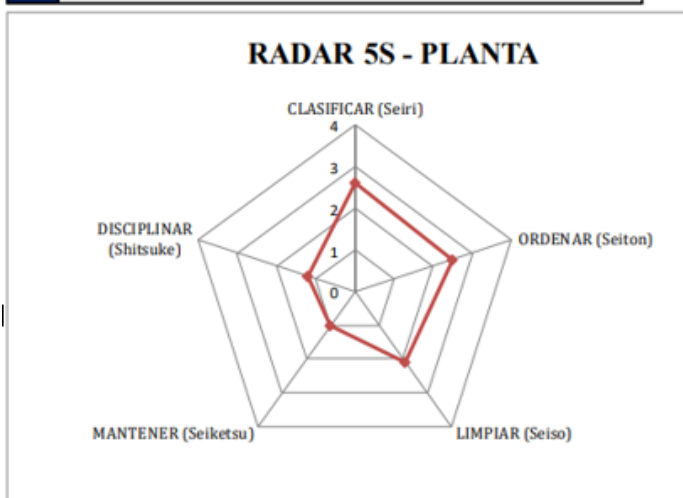 RADAR 5S - PLANTA
CLASIFICAR (Seiri)
4
3
2
1
0
DISCIPLINAR
(Shitsuke)
ORDENAR (Seiton)
MANTENER (Seiketsu)
LIMPIAR (Seiso)